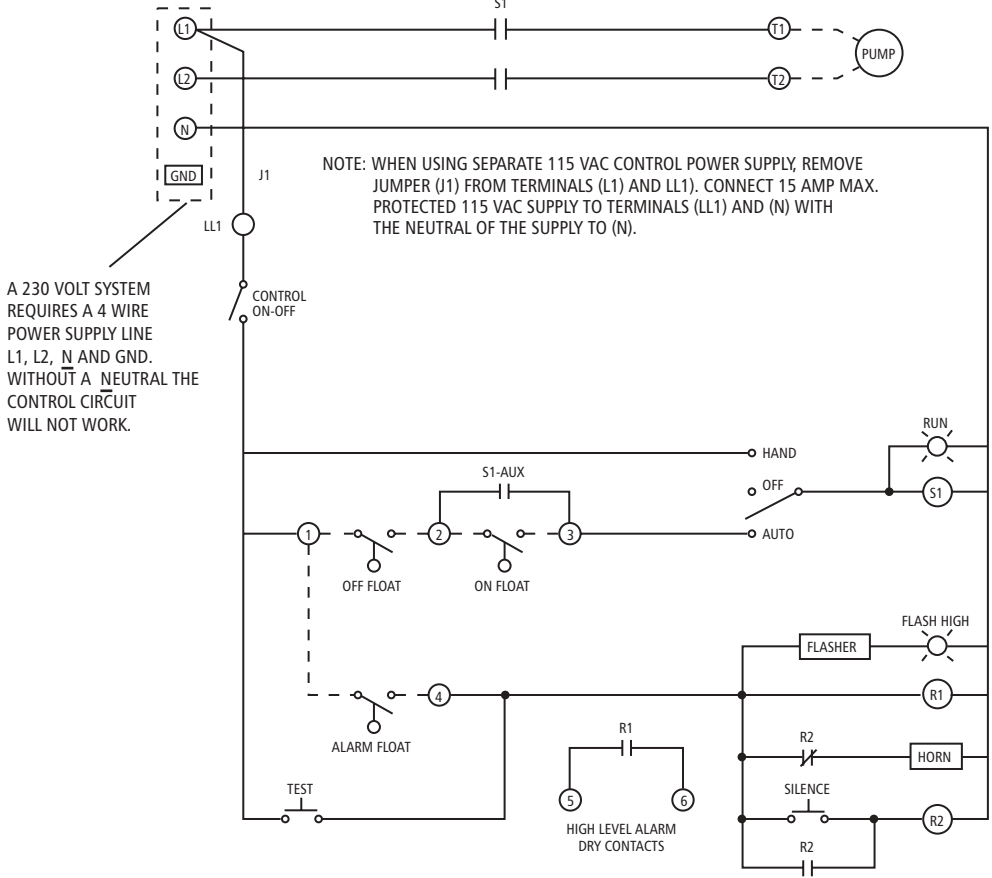 S1
L1
T1
PUMP
L2
T2
N
GND
J1
NOTE: WHEN USING SEPARATE 115 VAC CONTROL POWER SUPPLY, REMOVE
JUMPER (J1) FROM TERMINALS (L1) AND LL1). CONNECT 15 AMP MAX.
PROTECTED 115 VAC SUPPLY TO TERMINALS (LL1) AND (N) WITH
THE NEUTRAL OF THE SUPPLY TO (N).
LL1
A 230 VOLT SYSTEM
REQUIRES A 4 WIRE
POWER SUPPLY LINE
L1, L2, N AND GND.
WITHOUT A NEUTRAL THE
CONTROL CIRCUIT
WILL NOT WORK.
CONTROL
ON-OFF
RUN
HAND
S1-AUX
OFF
S1
1
2
3
AUTO
OFF FLOAT
ON FLOAT
FLASH HIGH
FLASHER
4
R1
ALARM FLOAT
R1
R2
HORN
TEST
5
6
SILENCE
R2
HIGH LEVEL ALARM
DRY CONTACTS
R2